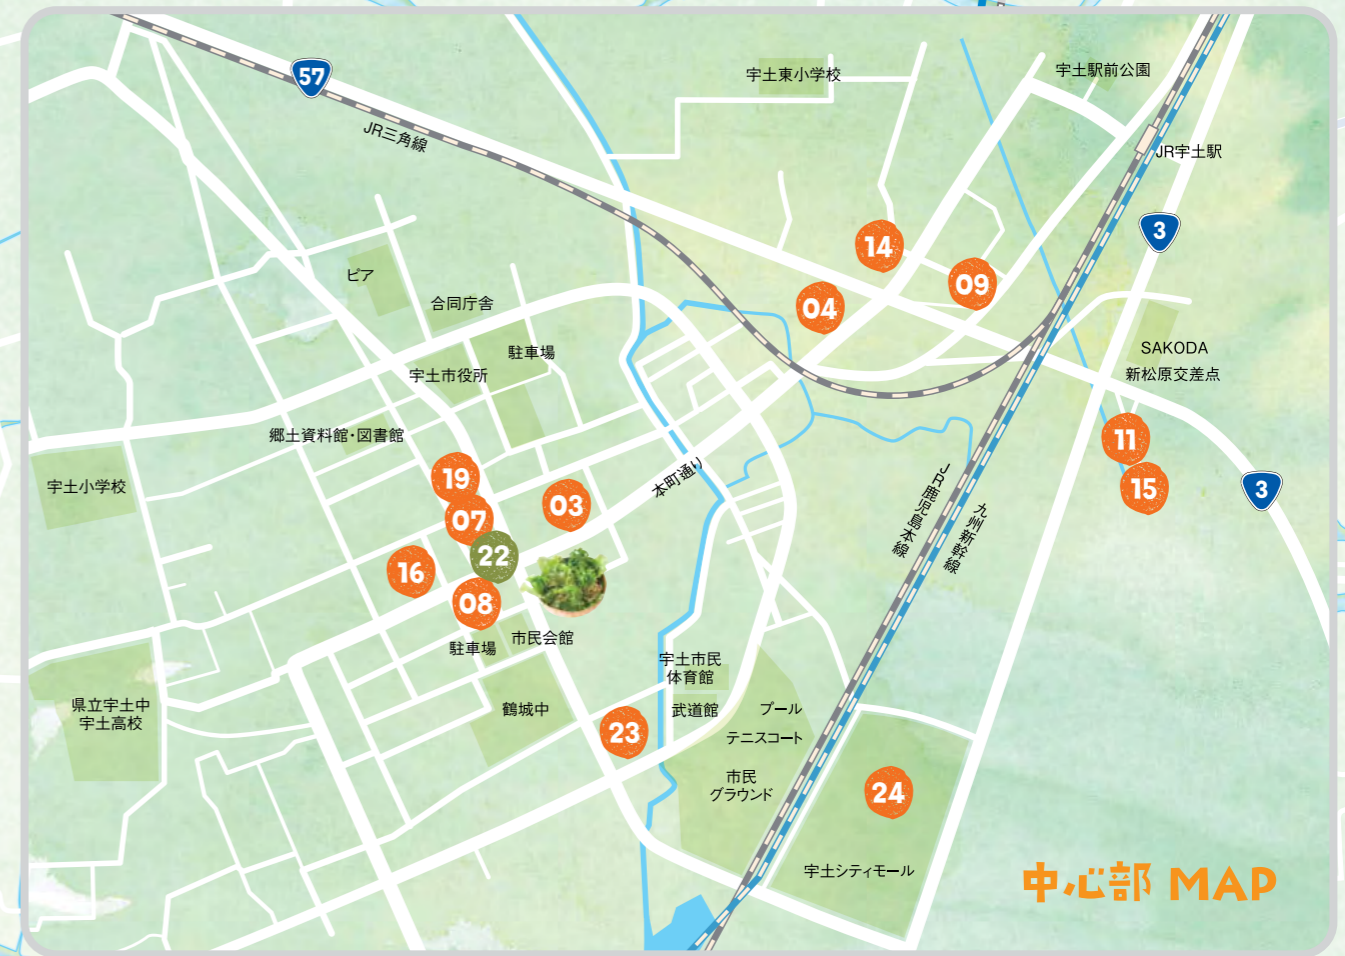 57
JR三角線
宇土東小学校
宇土駅前公園
JR宇土駅
3
14
09
04
ピア
合同庁舎
駐車場
宇土市役所
SAKODA
新松原交差点
郷土資料館・図書館
11
15
3
宇土小学校
19
07
03
本町通り
JR鹿児島本線
九州新幹線
22
16
08
駐車場
市民会館
宇土市民
体育館
武道館
プール
テニスコート
市民
グラウンド
県立宇土中
宇土高校
鶴城中
23
24
宇土シティモール
中心部 MAP